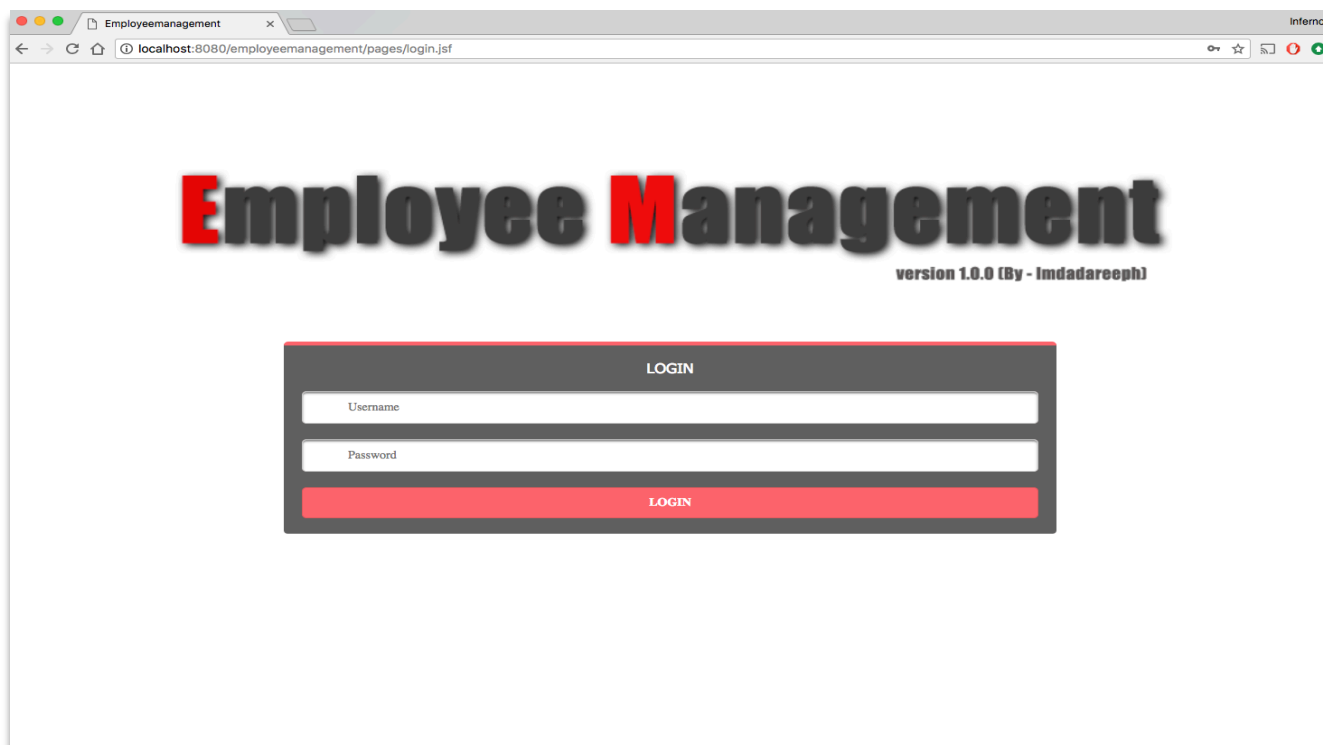 Employeemanagement
Inferno
localhost:8080/employeemanagement/pages/login.jsf
Employee Management
version 1.0.0 (By - Imdadareeph)
LOGIN
Username
Password
LOGIN